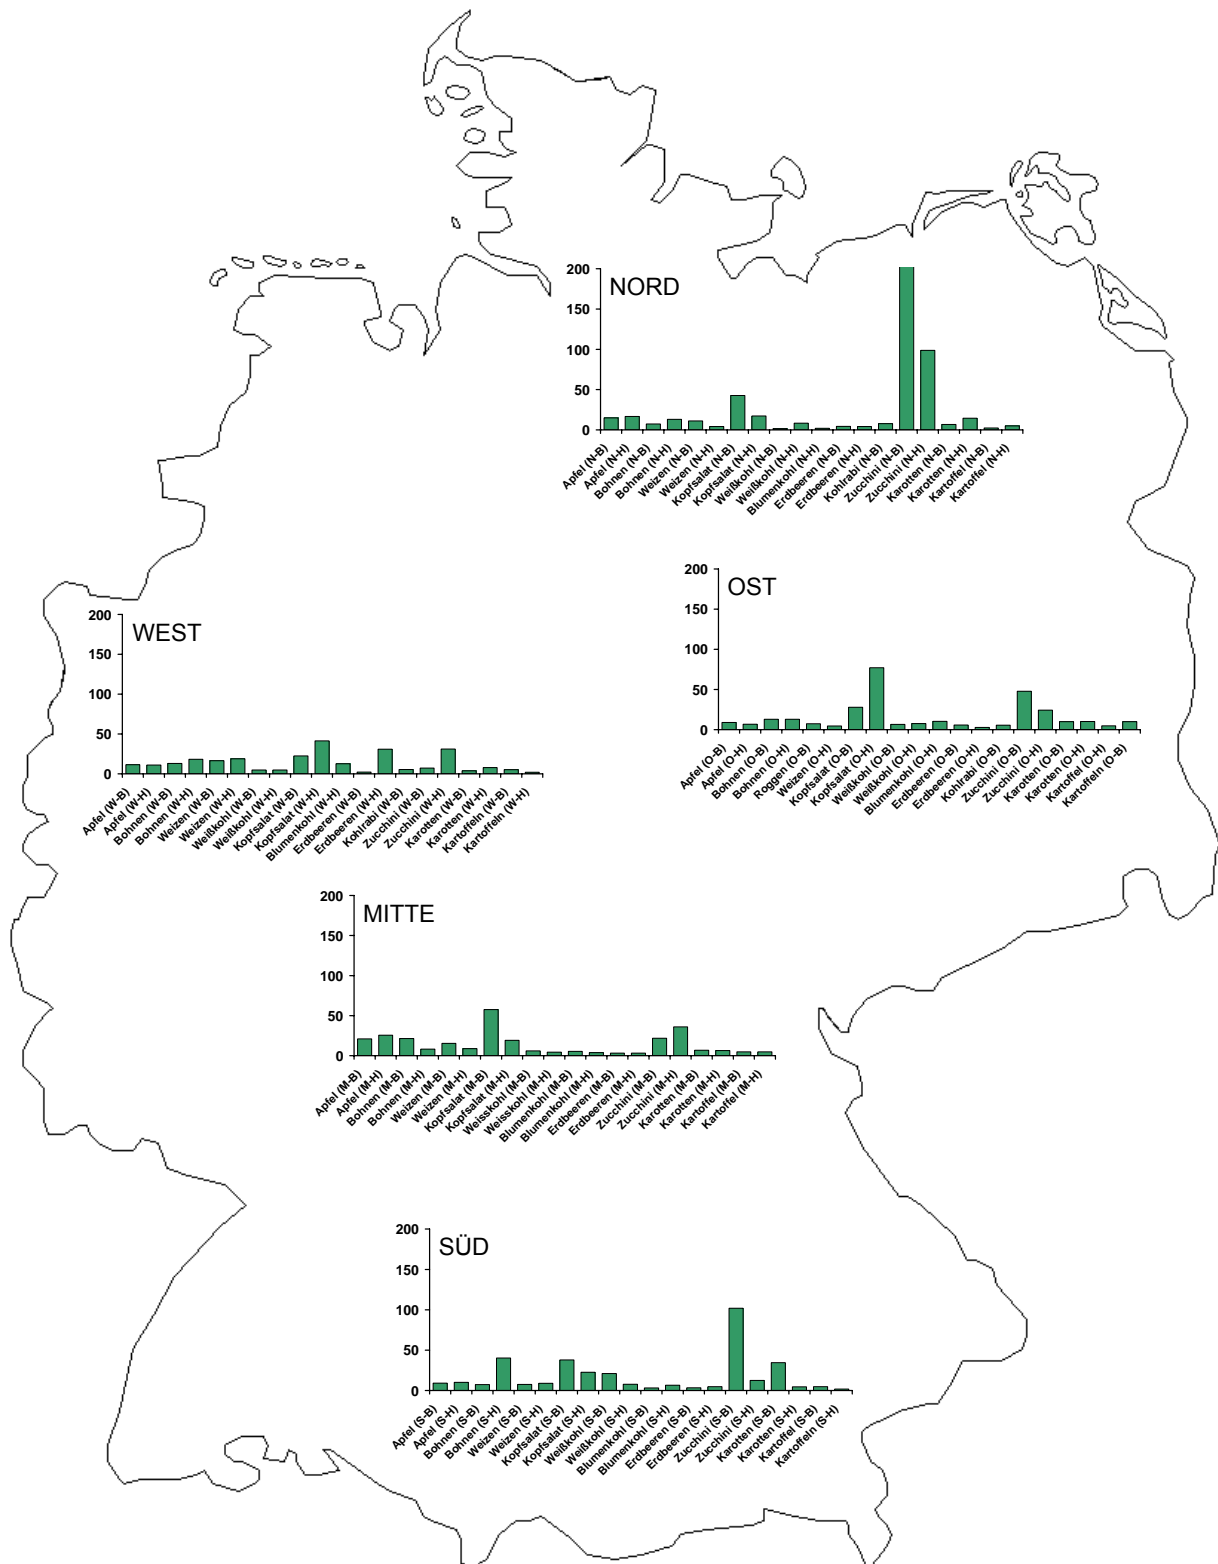 NORD
200
150
100
50
0
Apfel (N-B)
Apfel (N-H)
Bohnen (N-B)
Bohnen (N-H)
Weizen (N-B)
Weizen (N-H)
Kopfsalat (N-B)
Kopfsalat (N-H)
Weißkohl (N-B)
Weißkohl (N-H)
Blumenkohl (N-H)
Erdbeeren (N-B)
Erdbeeren (N-H)
Kohlrabi (N-B)
Zucchini (N-B)
Zucchini (N-H)
Karotten (N-B)
Karotten (N-H)
Kartoffel (N-B)
Kartoffel (N-H)
OST
200
150
100
50
0
Apfel (O-B)
Apfel (O-H)
Bohnen (O-B)
Bohnen (O-H)
Roggen (O-B)
Weizen (O-H)
Kopfsalat (O-B)
Kopfsalat (O-H)
Weißkohl (O-B)
Weißkohl (O-H)
Blumenkohl (O-H)
Erdbeeren (O-B)
Erdbeeren (O-H)
Kohlrabi (O-B)
Zucchini (O-B)
Zucchini (O-H)
Karotten (O-B)
Karotten (O-H)
Kartoffel (O-H)
Kartoffeln (O-B)
WEST
200
150
100
50
0
Apfel (W-B)
Apfel (W-H)
Bohnen (W-B)
Bohnen (W-H)
Weizen (W-B)
Weizen (W-H)
Weißkohl (W-B)
Weißkohl (W-H)
Kopfsalat (W-B)
Kopfsalat (W-H)
Blumenkohl (W-H)
Erdbeeren (W-B)
Erdbeeren (W-H)
Kohlrabi (W-B)
Zucchini (W-B)
Zucchini (W-H)
Karotten (W-B)
Karotten (W-H)
Kartoffeln (W-B)
Kartoffeln (W-H)
MITTE
200
150
100
50
0
Apfel (M-B)
Apfel (M-H)
Bohnen (M-B)
Bohnen (M-H)
Weizen (M-B)
Weizen (M-H)
Kopfsalat (M-B)
Kopfsalat (M-H)
Weisskohl (M-B)
Weisskohl (M-H)
Blumenkohl (M-B)
Blumenkohl (M-H)
Erdbeeren (M-B)
Erdbeeren (M-H)
Zucchini (M-B)
Zucchini (M-H)
Karotten (M-B)
Karotten (M-H)
Kartoffel (M-B)
Kartoffel (M-H)
SÜD
200
150
100
50
0
Apfel (S-B)
Apfel (S-H)
Bohnen (S-B)
Bohnen (S-H)
Weizen (S-B)
Weizen (S-H)
Kopfsalat (S-B)
Kopfsalat (S-H)
Weißkohl (S-B)
Weißkohl (S-H)
Blumenkohl (S-B)
Blumenkohl (S-H)
Erdbeeren (S-B)
Erdbeeren (S-H)
Zucchini (S-B)
Zucchini (S-H)
Karotten (S-B)
Karotten (S-H)
Kartoffel (S-B)
Kartoffeln (S-H)